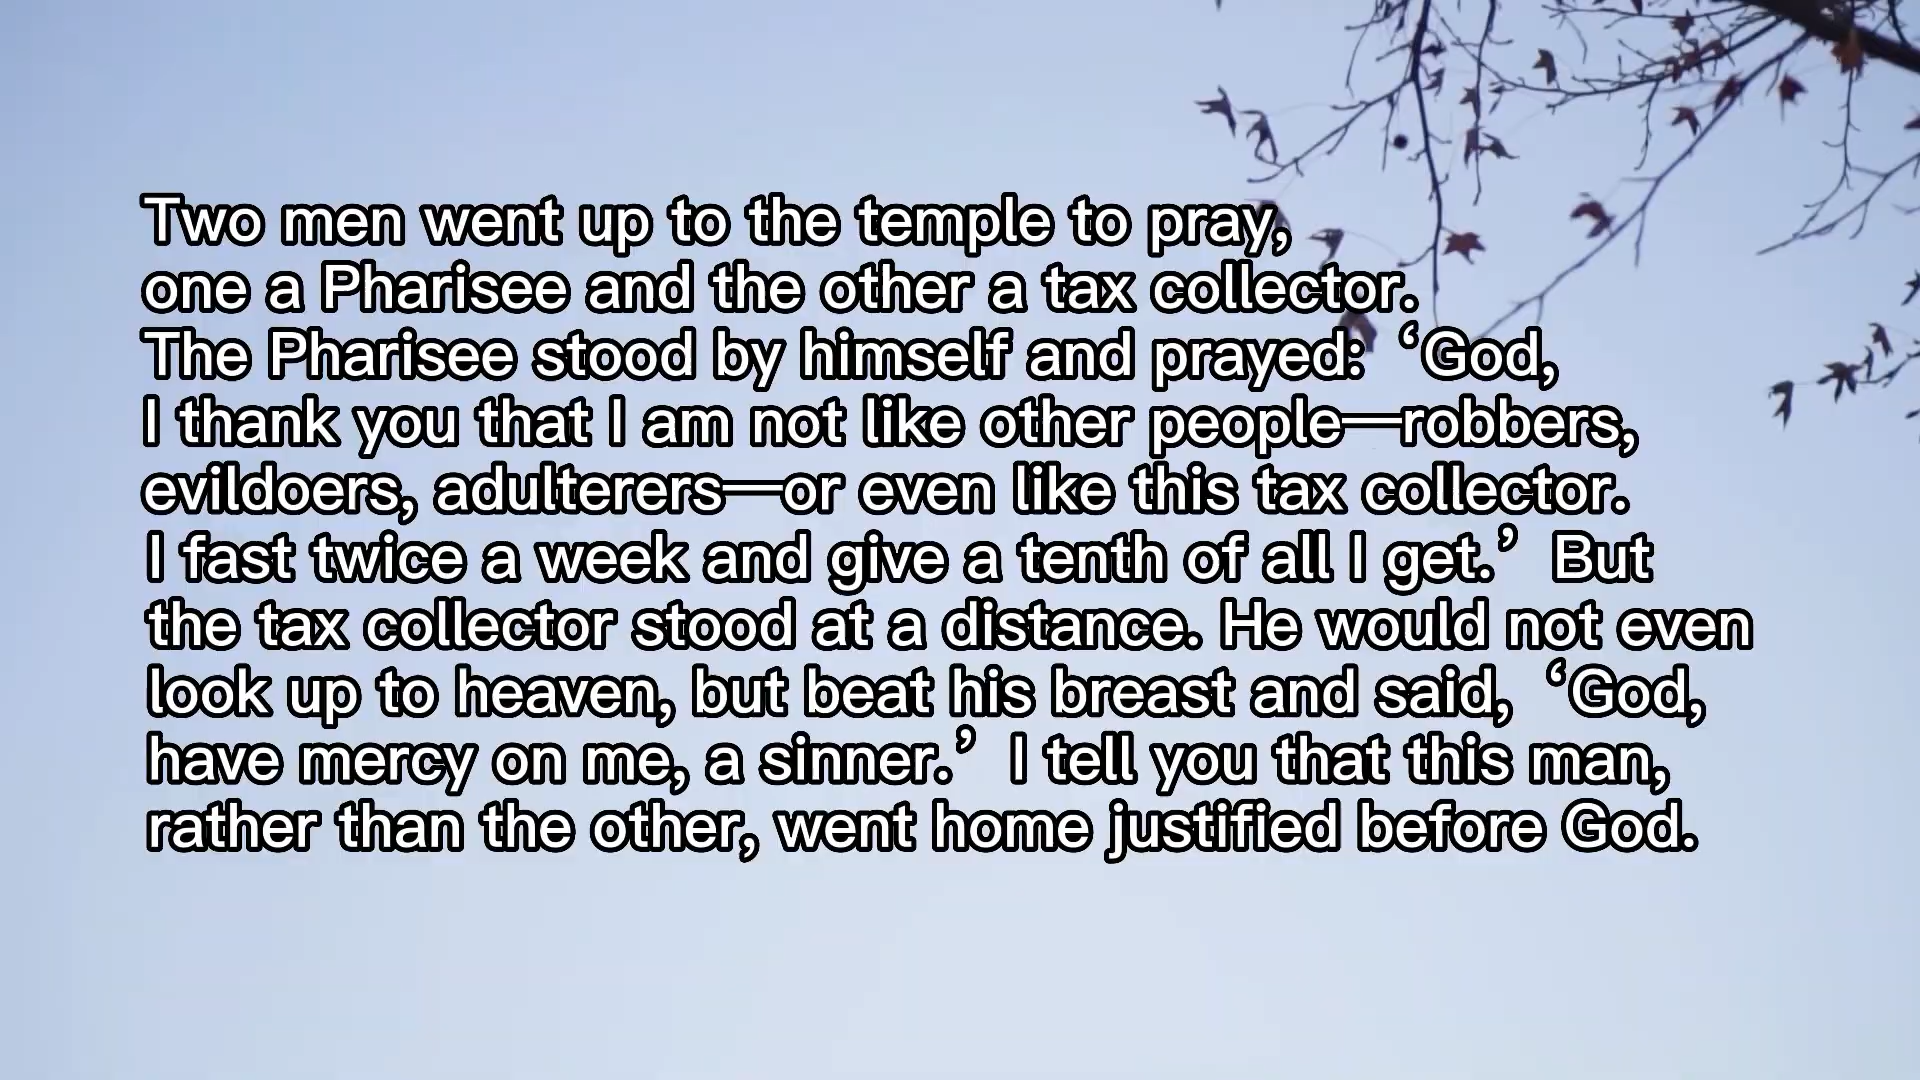 Two men went up to the temple to pray,
one a Pharisee and the other a tax collector.
The Pharisee stood by himself and prayed: ‘God,
I thank you that I am not like other people—robbers,
evildoers, adulterers—or even like this tax collector.
I fast twice a week and give a tenth of all I get.’ But
the tax collector stood at a distance. He would not even
look up to heaven, but beat his breast and said, ‘God,
have mercy on me, a sinner.’ I tell you that this man,
rather than the other, went home justified before God.